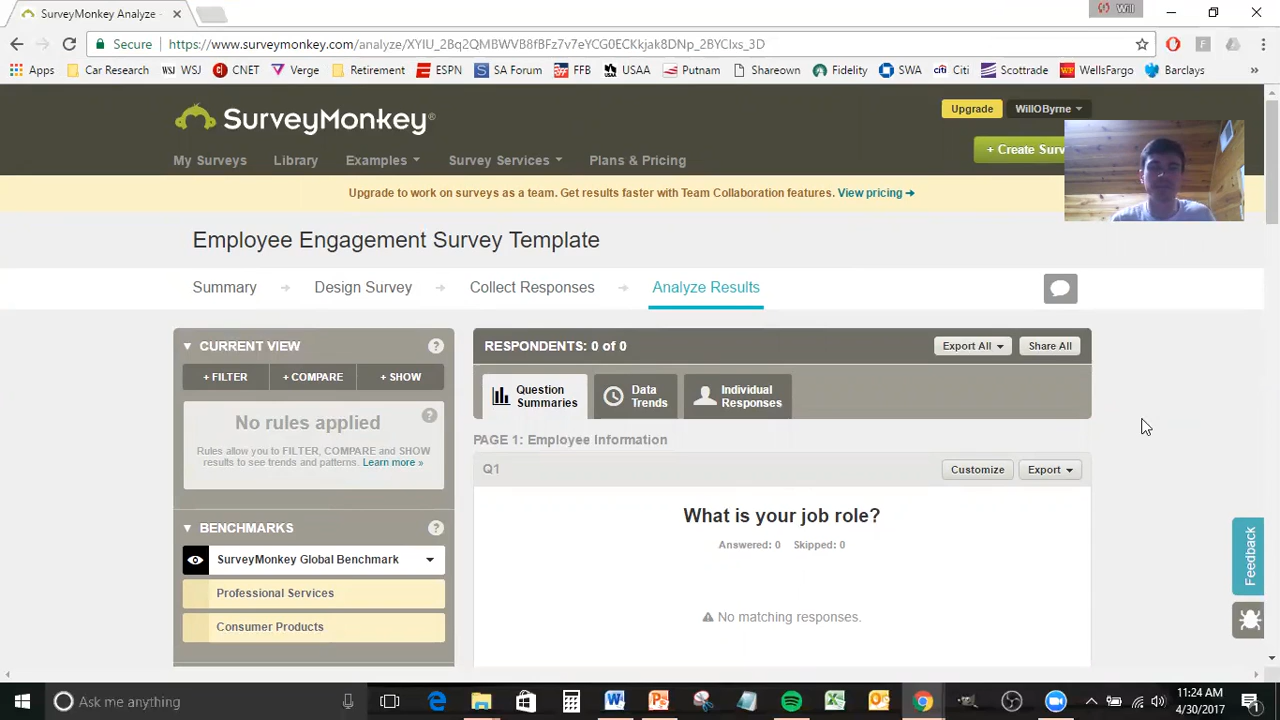 SurveyMonkey Analyze -
Will
Secure
https://www.surveymonkey.com/analyze/XYIU_2Bq2QMBWVB8fBFz7v7eYCG0ECKkjak8DNp_2BYCIxs_3D
Apps
Car Research
WSJ
CNET
Verge
Retirement
ESPN
SA Forum
FFB
USAA
Putnam
Shareown
Fidelity
SWA
Citi
Scottrade
WellsFargo
Barclays
»
SurveyMonkey®
Upgrade
WillOByrne
My Surveys
Library
Examples
Survey Services
Plans & Pricing
+ Create Surv
Upgrade to work on surveys as a team. Get results faster with Team Collaboration features. View pricing →
Employee Engagement Survey Template
Summary
Design Survey
Collect Responses
Analyze Results
CURRENT VIEW
?
+ FILTER
+ COMPARE
+ SHOW
No rules applied
?
Rules allow you to FILTER, COMPARE and SHOW
results to see trends and patterns. Learn more »
BENCHMARKS
?
SurveyMonkey Global Benchmark
Professional Services
Consumer Products
RESPONDENTS: 0 of 0
Export All
Share All
Question
Summaries
Data
Trends
Individual
Responses
PAGE 1: Employee Information
Q1
Customize
Export
What is your job role?
Answered: 0 Skipped: 0
No matching responses.
Feedback
Ask me anything
11:24 AM
4/30/2017